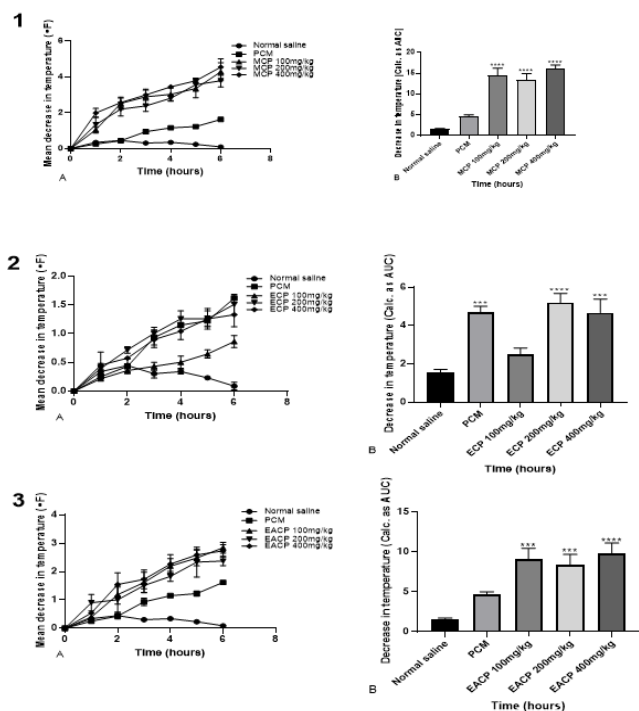 1
Mean decrease in temperature (•F)
6
4
2
0
0
2
4
6
8
A
Time (hours)
Normal saline
PCM
MCP 100mg/kg
MCP 200mg/kg
MCP 400mg/kg
Decrease in temperature (Calc. as AUC)
20
15
10
5
0
****
****
****
Normal saline
PCM
MCP 100mg/kg
MCP 200mg/kg
MCP 400mg/kg
B
Time (hours)
2
Mean decrease in temperature (•F)
2.0
1.5
1.0
0.5
0.0
0
2
4
6
8
A
Time (hours)
Normal saline
PCM
ECP 100mg/kg
ECP 200mg/kg
ECP 400mg/kg
Decrease in temperature (Calc. as AUC)
6
4
2
0
***
****
***
Normal saline
PCM
ECP 100mg/kg
ECP 200mg/kg
ECP 400mg/kg
B
Time (hours)
3
Mean decrease in temperature (•F)
4
3
2
1
0
0
2
4
6
8
A
Time (hours)
Normal saline
PCM
EACP 100mg/kg
EACP 200mg/kg
EACP 400mg/kg
Decrease in temperature (Calc. as AUC)
15
10
5
0
***
***
****
Normal saline
PCM
EACP 100mg/kg
EACP 200mg/kg
EACP 400mg/kg
B
Time (hours)